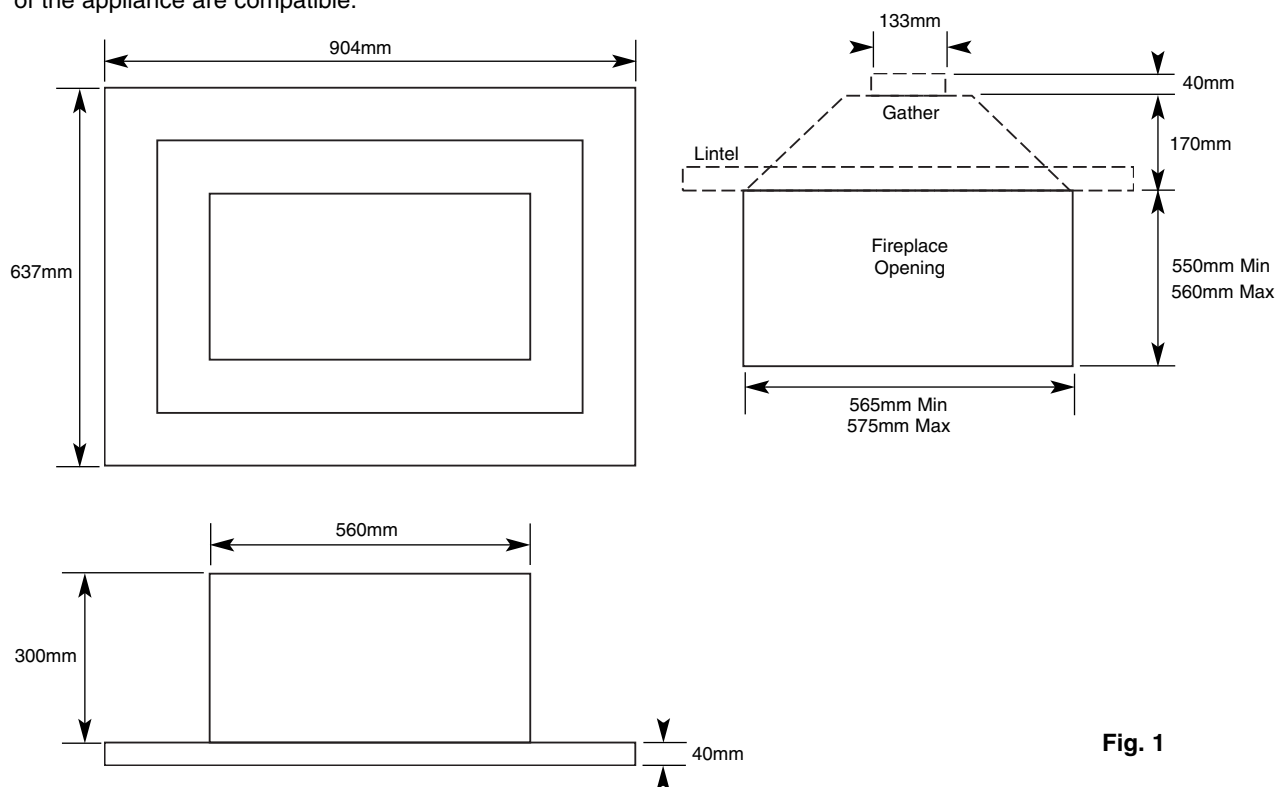 of the appliance are compatible.
904mm
637mm
133mm
40mm
Gather
170mm
Lintel
Fireplace
Opening
550mm Min
560mm Max
565mm Min
575mm Max
560mm
300mm
40mm
Fig. 1